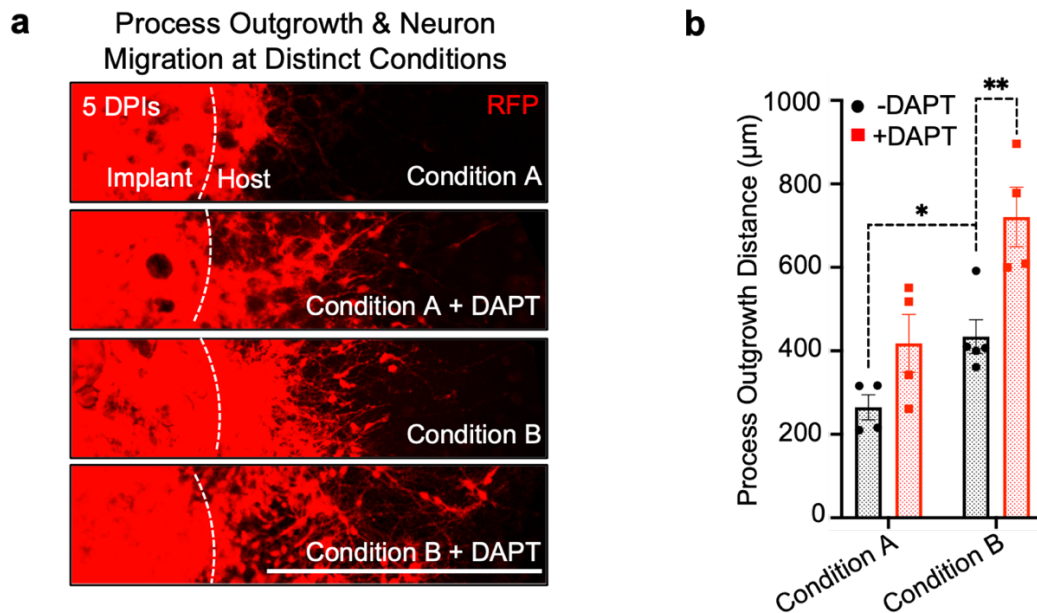 a
Process Outgrowth & Neuron
Migration at Distinct Conditions
5 DPIs
RFP
Implant
Host
Condition A
Condition A + DAPT
Condition B
Condition B + DAPT
b
-DAPT
+DAPT
**
*
Process Outgrowth Distance (μm)
1000
800
600
400
200
0
Condition A
Condition B